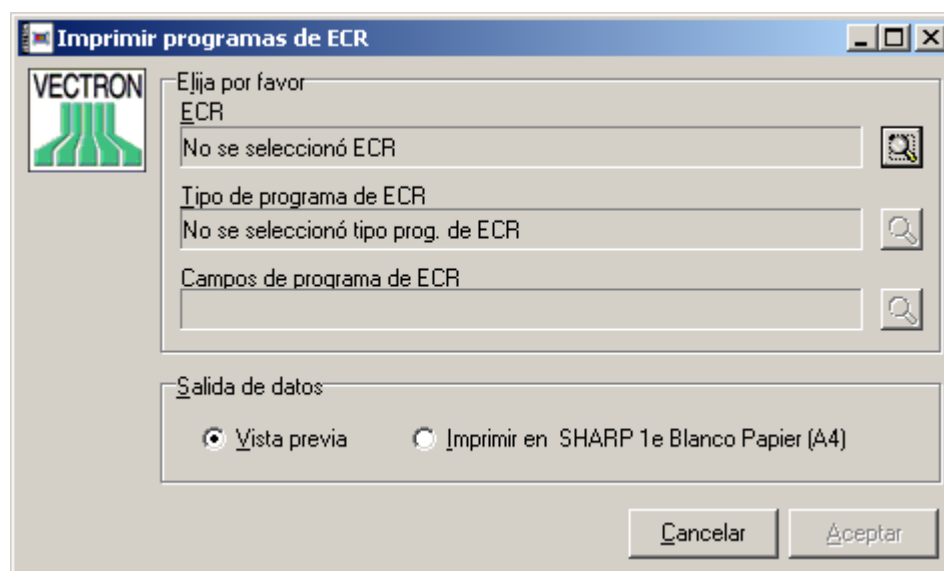 Imprimir programas de ECR
VECTRON
Elija por favor
ECR
No se seleccionó ECR
Tipo de programa de ECR
No se seleccionó tipo prog. de ECR
Campos de programa de ECR
Salida de datos
Vista previa
Imprimir en SHARP 1e Blanco Papier (A4)
Cancelar
Aceptar